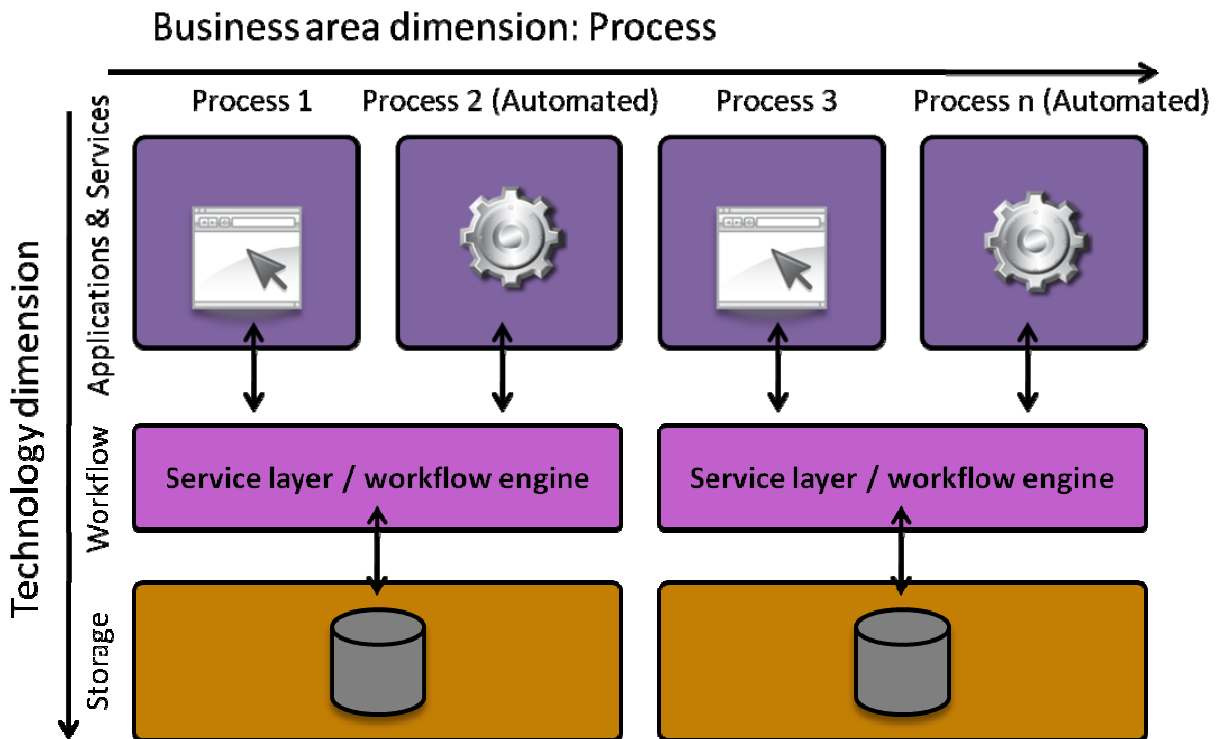 Business area dimension: Process
Process 1
Process 2 (Automated)
Process 3
Process n (Automated)
Technology dimension
Applications & Services
Workflow
Service layer / workflow engine
Service layer / workflow engine
Storage